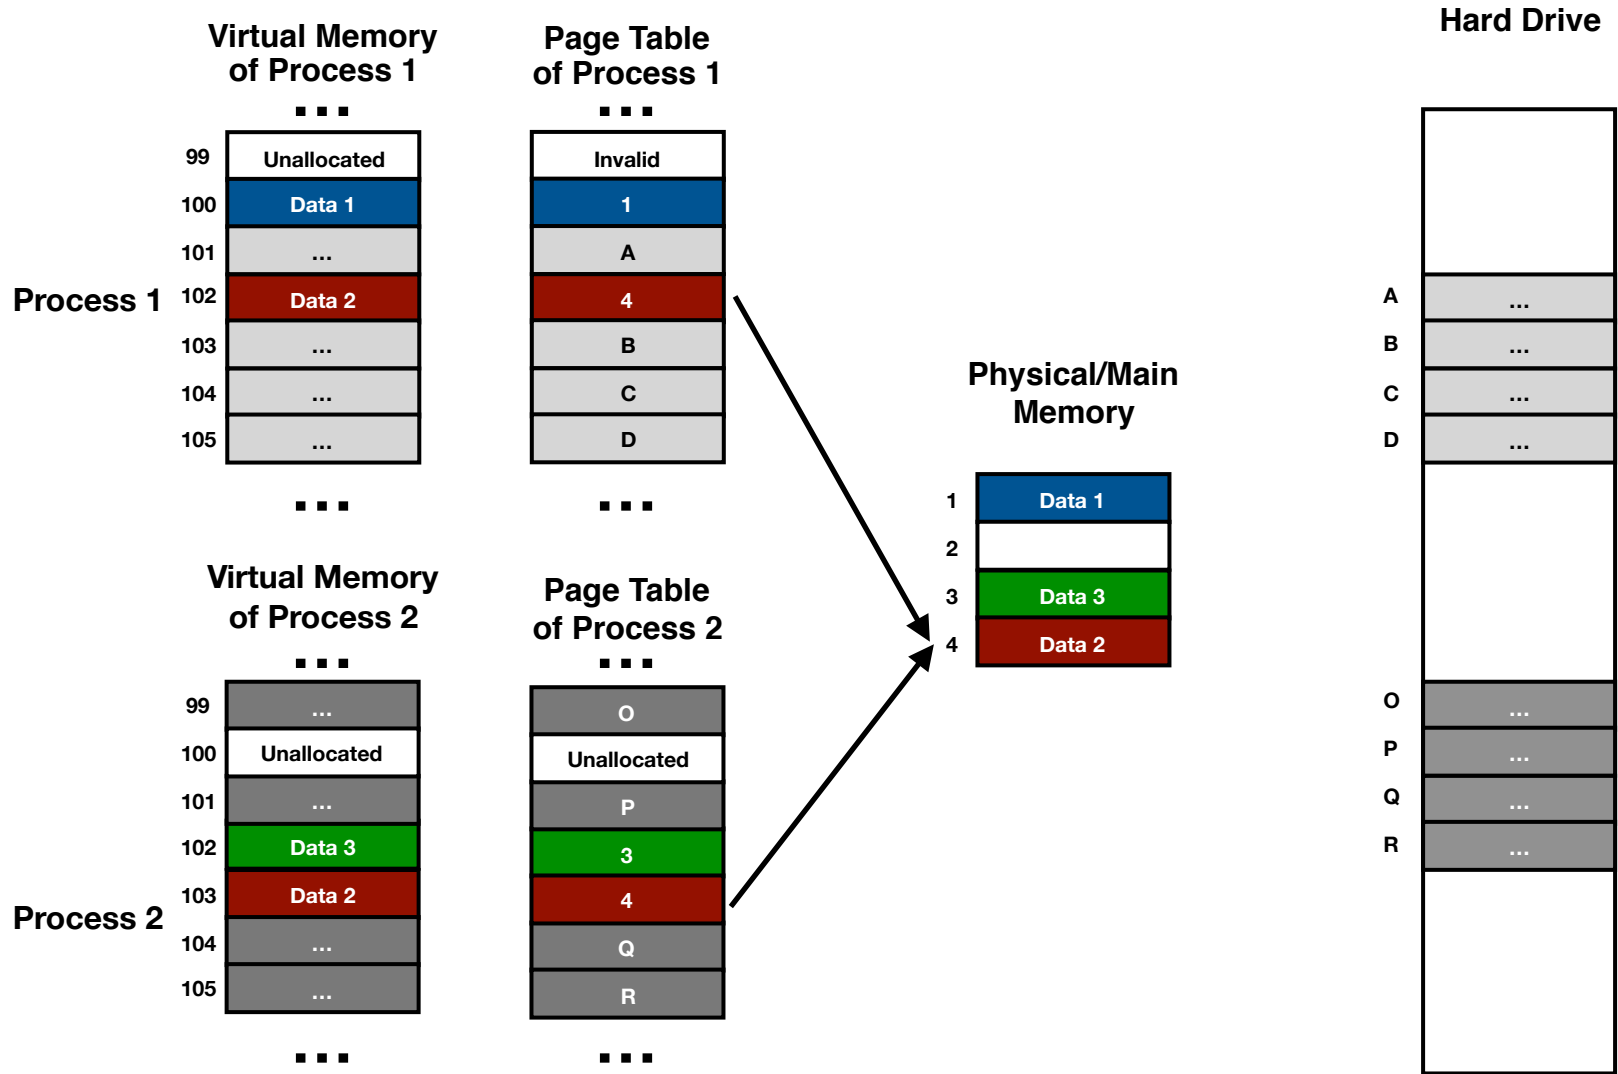 Virtual Memory
of Process 1
...
Page Table
of Process 1
...
Hard Drive
Process 1
99 Unallocated Invalid
100 Data 1 1
101 ... A
102 Data 2 4
103 ... B
104 ... C
105 ... D
... ...
Physical/Main
Memory
1 Data 1
2
3 Data 3
4 Data 2
A ...
B ...
C ...
D ...
O ...
P ...
Q ...
R ...
Virtual Memory
of Process 2
...
Page Table
of Process 2
...
Process 2
99 ... O
100 Unallocated Unallocated
101 ... P
102 Data 3 3
103 Data 2 4
104 ... Q
105 ... R
... ...